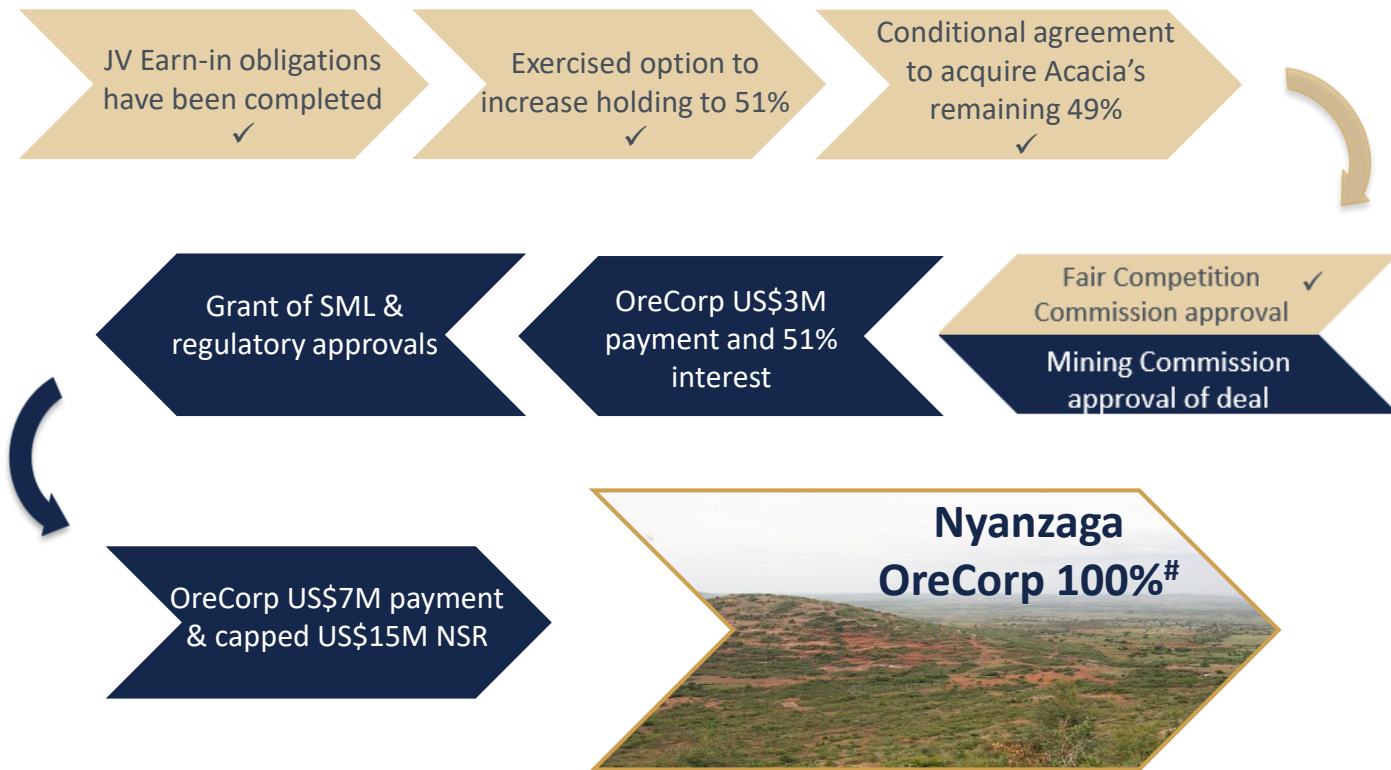 JV Earn-in obligations
have been completed
✓
Exercised option to
increase holding to 51%
✓
Conditional agreement
to acquire Acacia’s
remaining 49%
✓
Fair Competition ✓
Commission approval
Mining Commission
approval of deal
OreCorp US$3M
payment and 51%
interest
Grant of SML &
regulatory approvals
OreCorp US$7M payment
& capped US$15M NSR
Nyanzaga
OreCorp 100%#